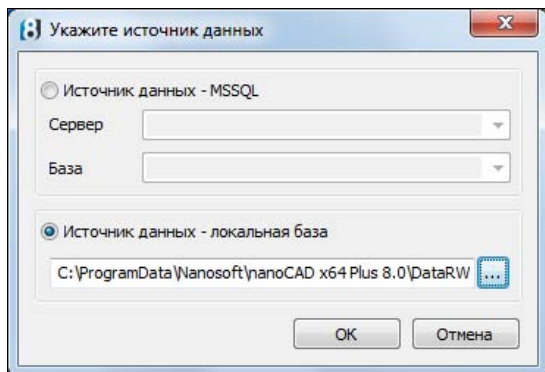 Укажите источник данных
Источник данных - MSSQL
Сервер
База
Источник данных - локальная база
C:\ProgramData\Nanosoft\nanoCAD x64 Plus 8.0\DataRW
...
ОК
Отмена